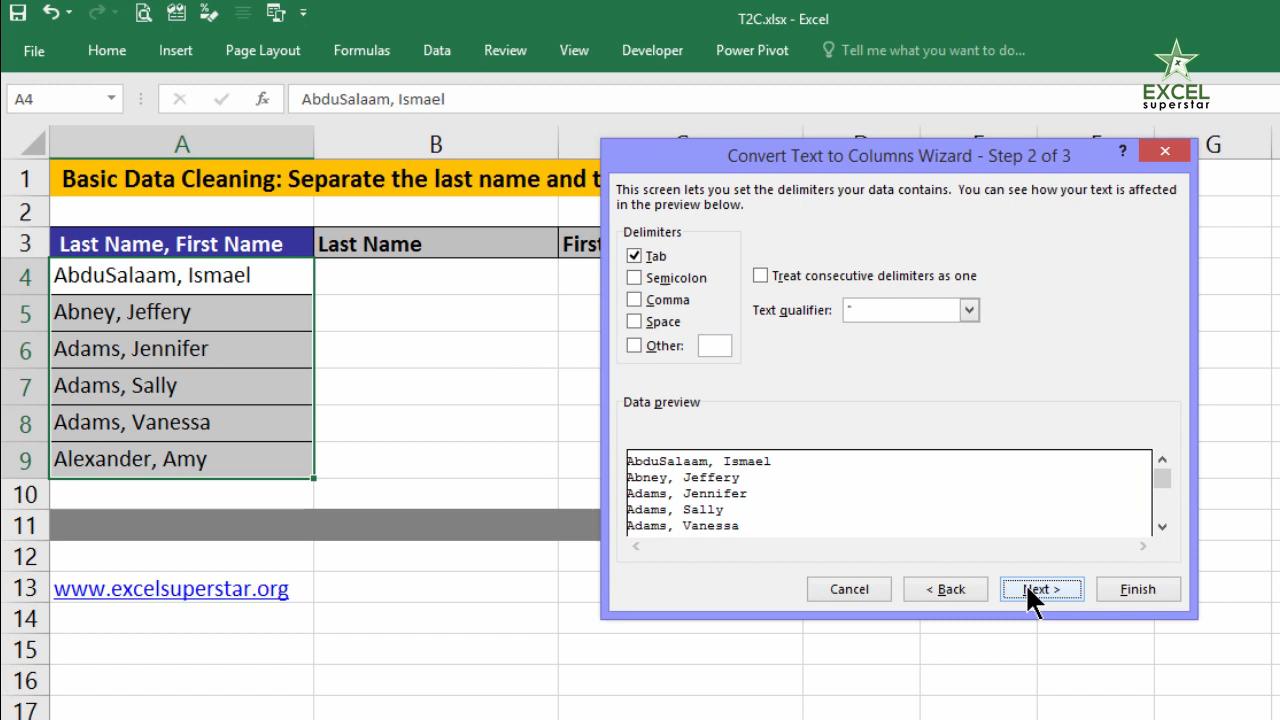 T2C.xlsx - Excel
File Home Insert Page Layout Formulas Data Review View Developer Power Pivot Tell me what you want to do...
EXCEL
superstar
A4 fx AbduSalaam, Ismael
A B C D E F G
1 Basic Data Cleaning: Separate the last name and t
2
3 Last Name, First Name Last Name First
4 AbduSalaam, Ismael
5 Abney, Jeffery
6 Adams, Jennifer
7 Adams, Sally
8 Adams, Vanessa
9 Alexander, Amy
10
11
12
13 www.excelsuperstar.org
14
15
16
17
Convert Text to Columns Wizard - Step 2 of 3 ?
This screen lets you set the delimiters your data contains. You can see how your text is affected
in the preview below.
Delimiters
Tab
Semicolon
Comma
Space
Other:
Treat consecutive delimiters as one
Text qualifier: "
Data preview
AbduSalaam, Ismael
Abney, Jeffery
Adams, Jennifer
Adams, Sally
Adams, Vanessa
Cancel < Back Next > Finish